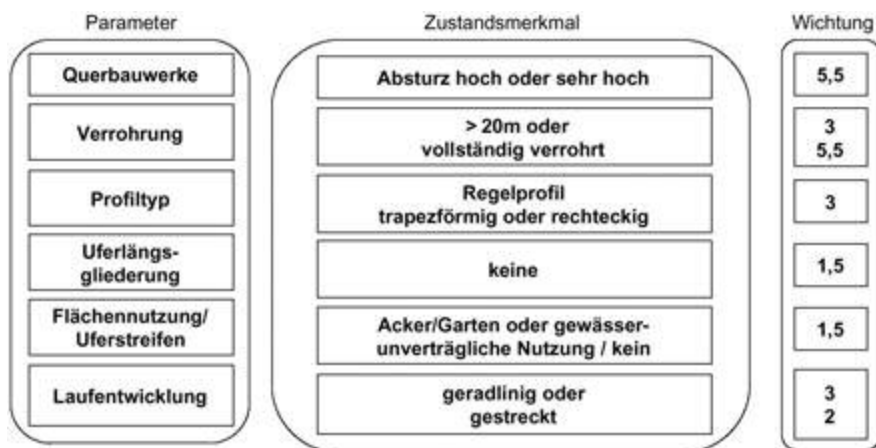 Parameter
Zustandsmerkmal
Wichtung
Querbauwerke
Absturz hoch oder sehr hoch
5,5
Verrohrung
> 20m oder
vollständig verrohrt
3
5,5
Profiltyp
Regelprofil
trapezförmig oder rechteckig
3
Uferlängs-
gliederung
keine
1,5
Flächennutzung/
Uferstreifen
Acker/Garten oder gewässer-
unverträgliche Nutzung / kein
1,5
Laufentwicklung
geradlinig oder
gestreckt
3
2